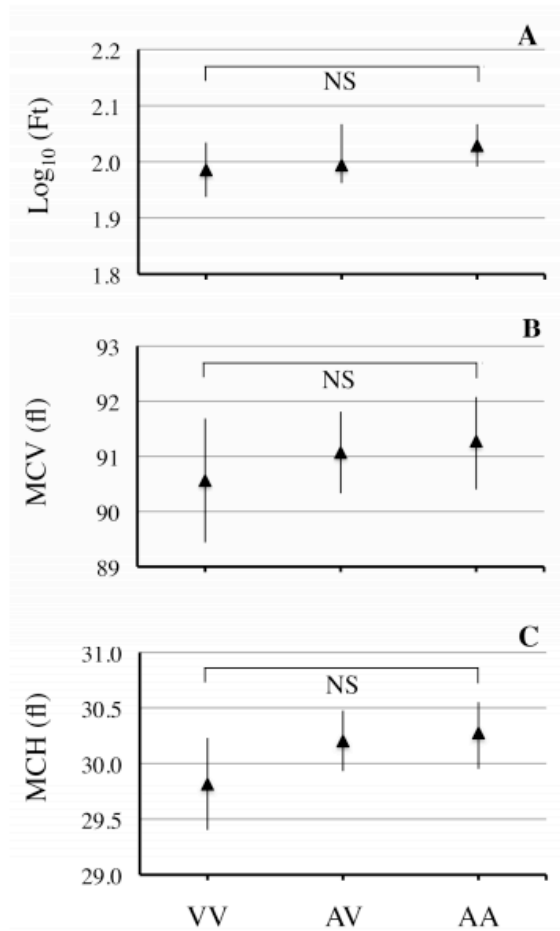 A
2.2
2.1
2.0
1.9
1.8
Log10 (Ft)
NS
B
93
92
91
90
89
MCV (fl)
NS
C
31.0
30.5
30.0
29.5
29.0
MCH (fl)
NS
VV AV AA